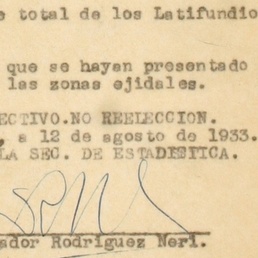 total de los Latifundio
que se hayan presentado
las zonas ejidales.
ECTIVO.NO REELECCION.
, a 12 de agosto de 1933.
LA SEC. DE ESTADISTICA.
ador Rodriguez Neri.